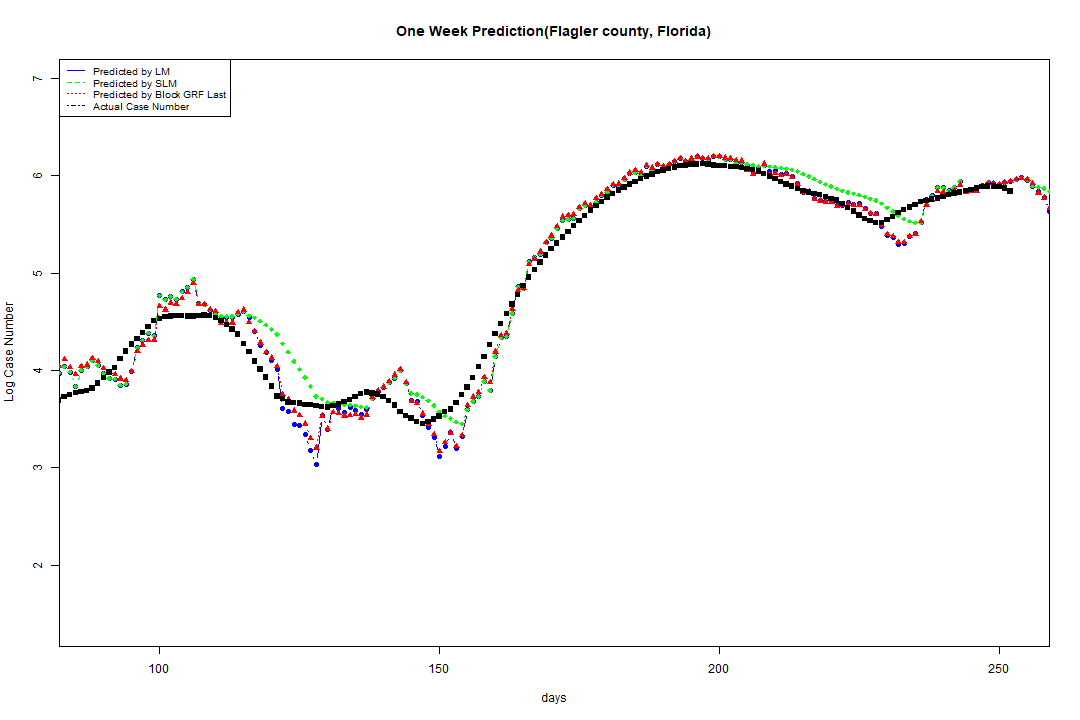 One Week Prediction(Flagler county, Florida)
Predicted by LM
Predicted by SLM
Predicted by Block GRF Last
Actual Case Number
7
6
5
4
3
2
Log Case Number
100
150
200
250
days